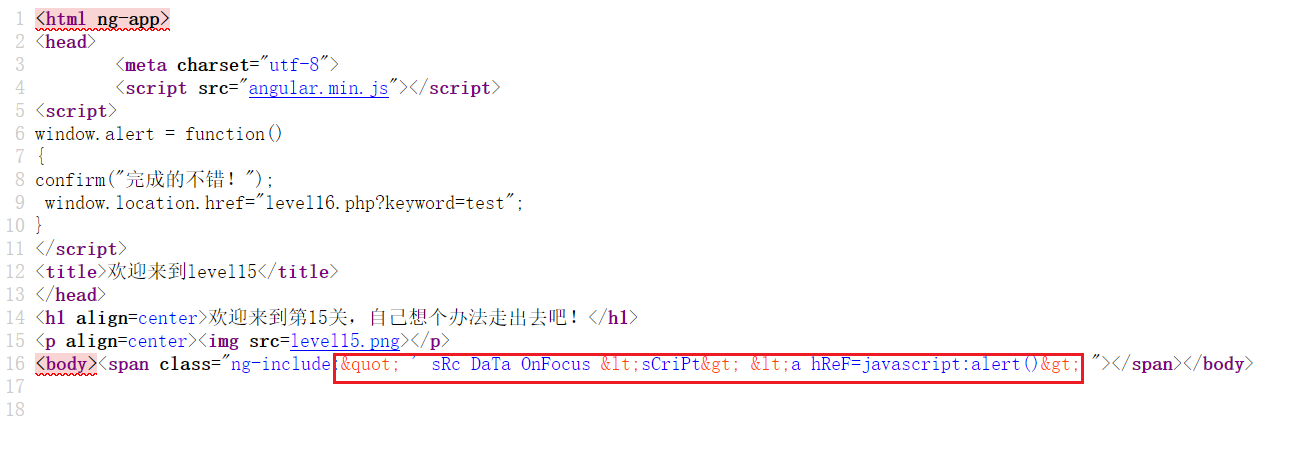 1 <html ng-app>
2 <head>
3 <meta charset="utf-8">
4 <script src="angular.min.js"></script>
5 <script>
6 window.alert = function()
7 {
8 confirm("完成的不错！");
9 window.location.href="level16.php?keyword=test";
10 }
11 </script>
12 <title>欢迎来到level15</title>
13 </head>
14 <h1 align=center>欢迎来到第15关，自己想个办法走出去吧！</h1>
15 <p align=center><img src=level15.png></p>
16 <body><span class="ng-include:&quot; ' sRc DaTa OnFocus &lt;sCriPt&gt; &lt;a hReF=javascript:alert()&gt; "></span></body>
17
18